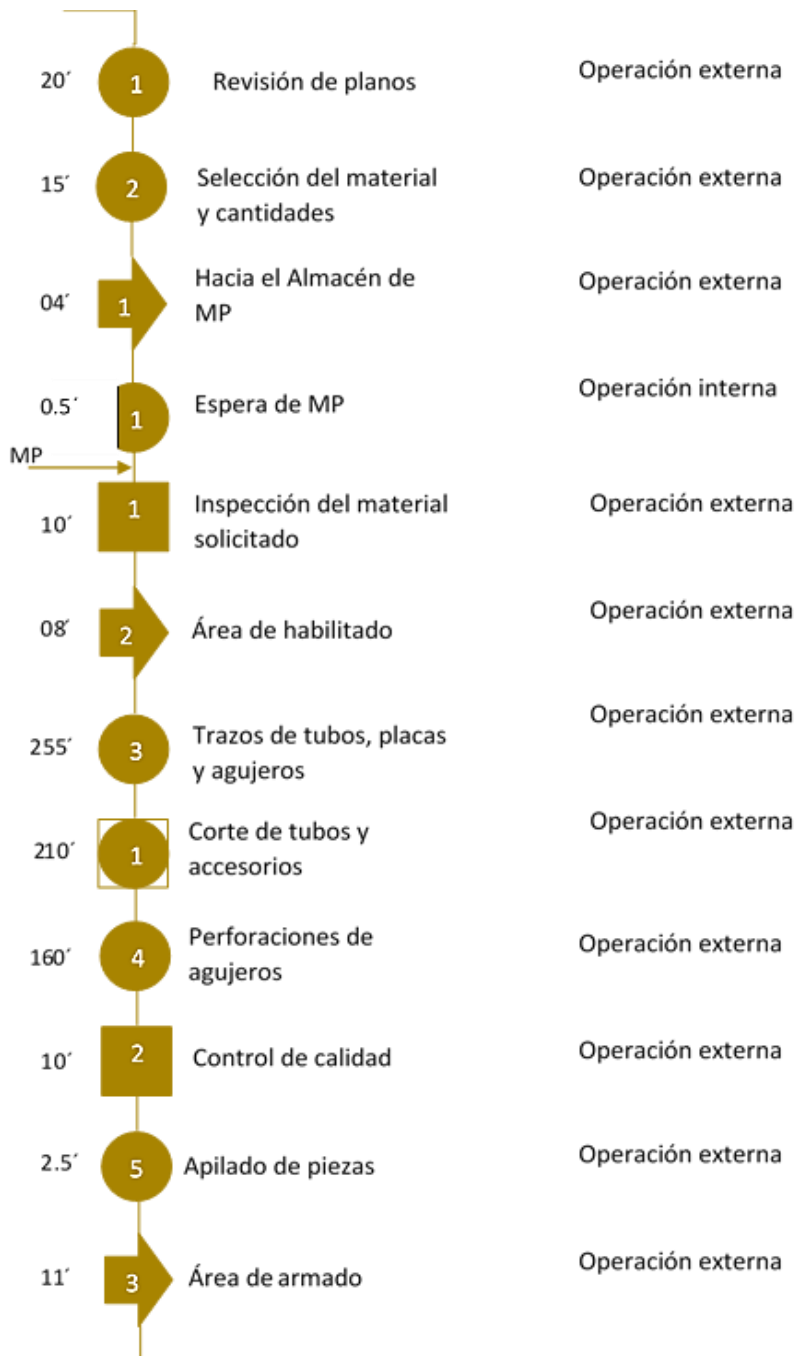 20´ 1 Revisión de planos Operación externa
15´ 2 Selección del material Operación externa
y cantidades
04´ 1 Hacia el Almacén de Operación externa
MP
0.5´ 1 Espera de MP Operación interna
MP
10´ 1 Inspección del material Operación externa
solicitado
08´ 2 Área de habilitado Operación externa
255´ 3 Trazos de tubos, placas Operación externa
y agujeros
210´ 1 Corte de tubos y Operación externa
accesorios
160´ 4 Perforaciones de Operación externa
agujeros
10´ 2 Control de calidad Operación externa
2.5´ 5 Apilado de piezas Operación externa
11´ 3 Área de armado Operación externa